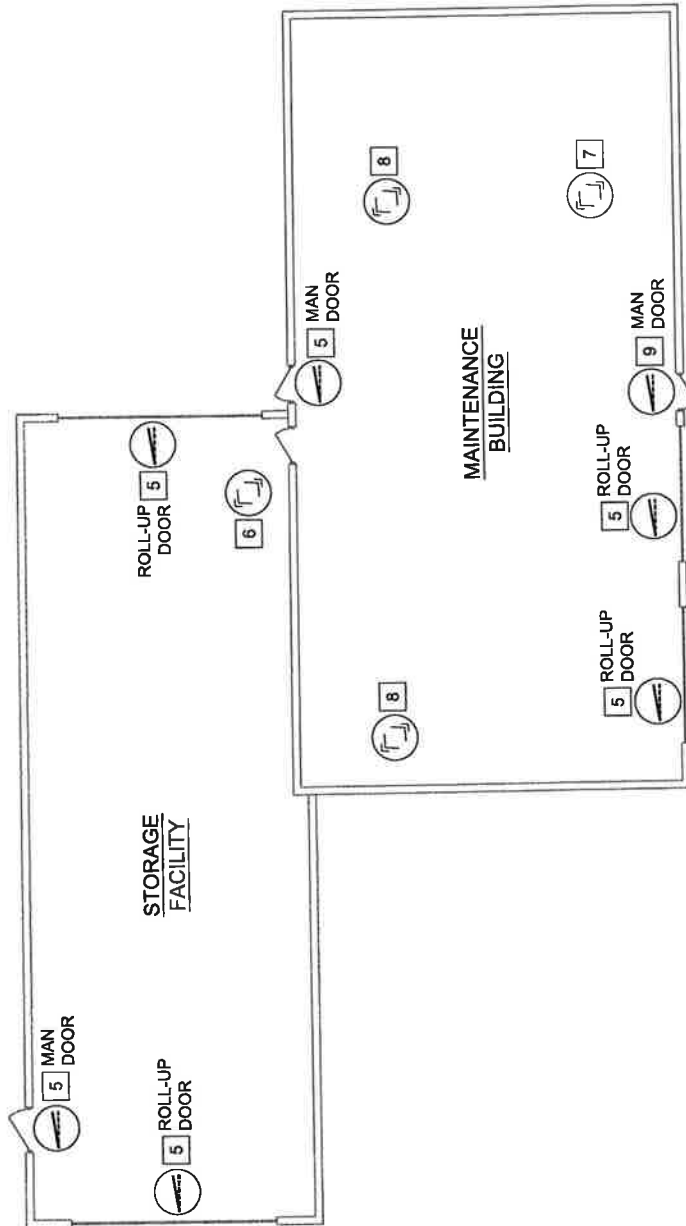 5
MAN
DOOR
5
ROLL-UP
DOOR
STORAGE
FACILITY
5
ROLL-UP
DOOR
6
5
MAN
DOOR
8
8
MAINTENANCE
BUILDING
7
5
ROLL-UP
DOOR
5
ROLL-UP
DOOR
9
MAN
DOOR